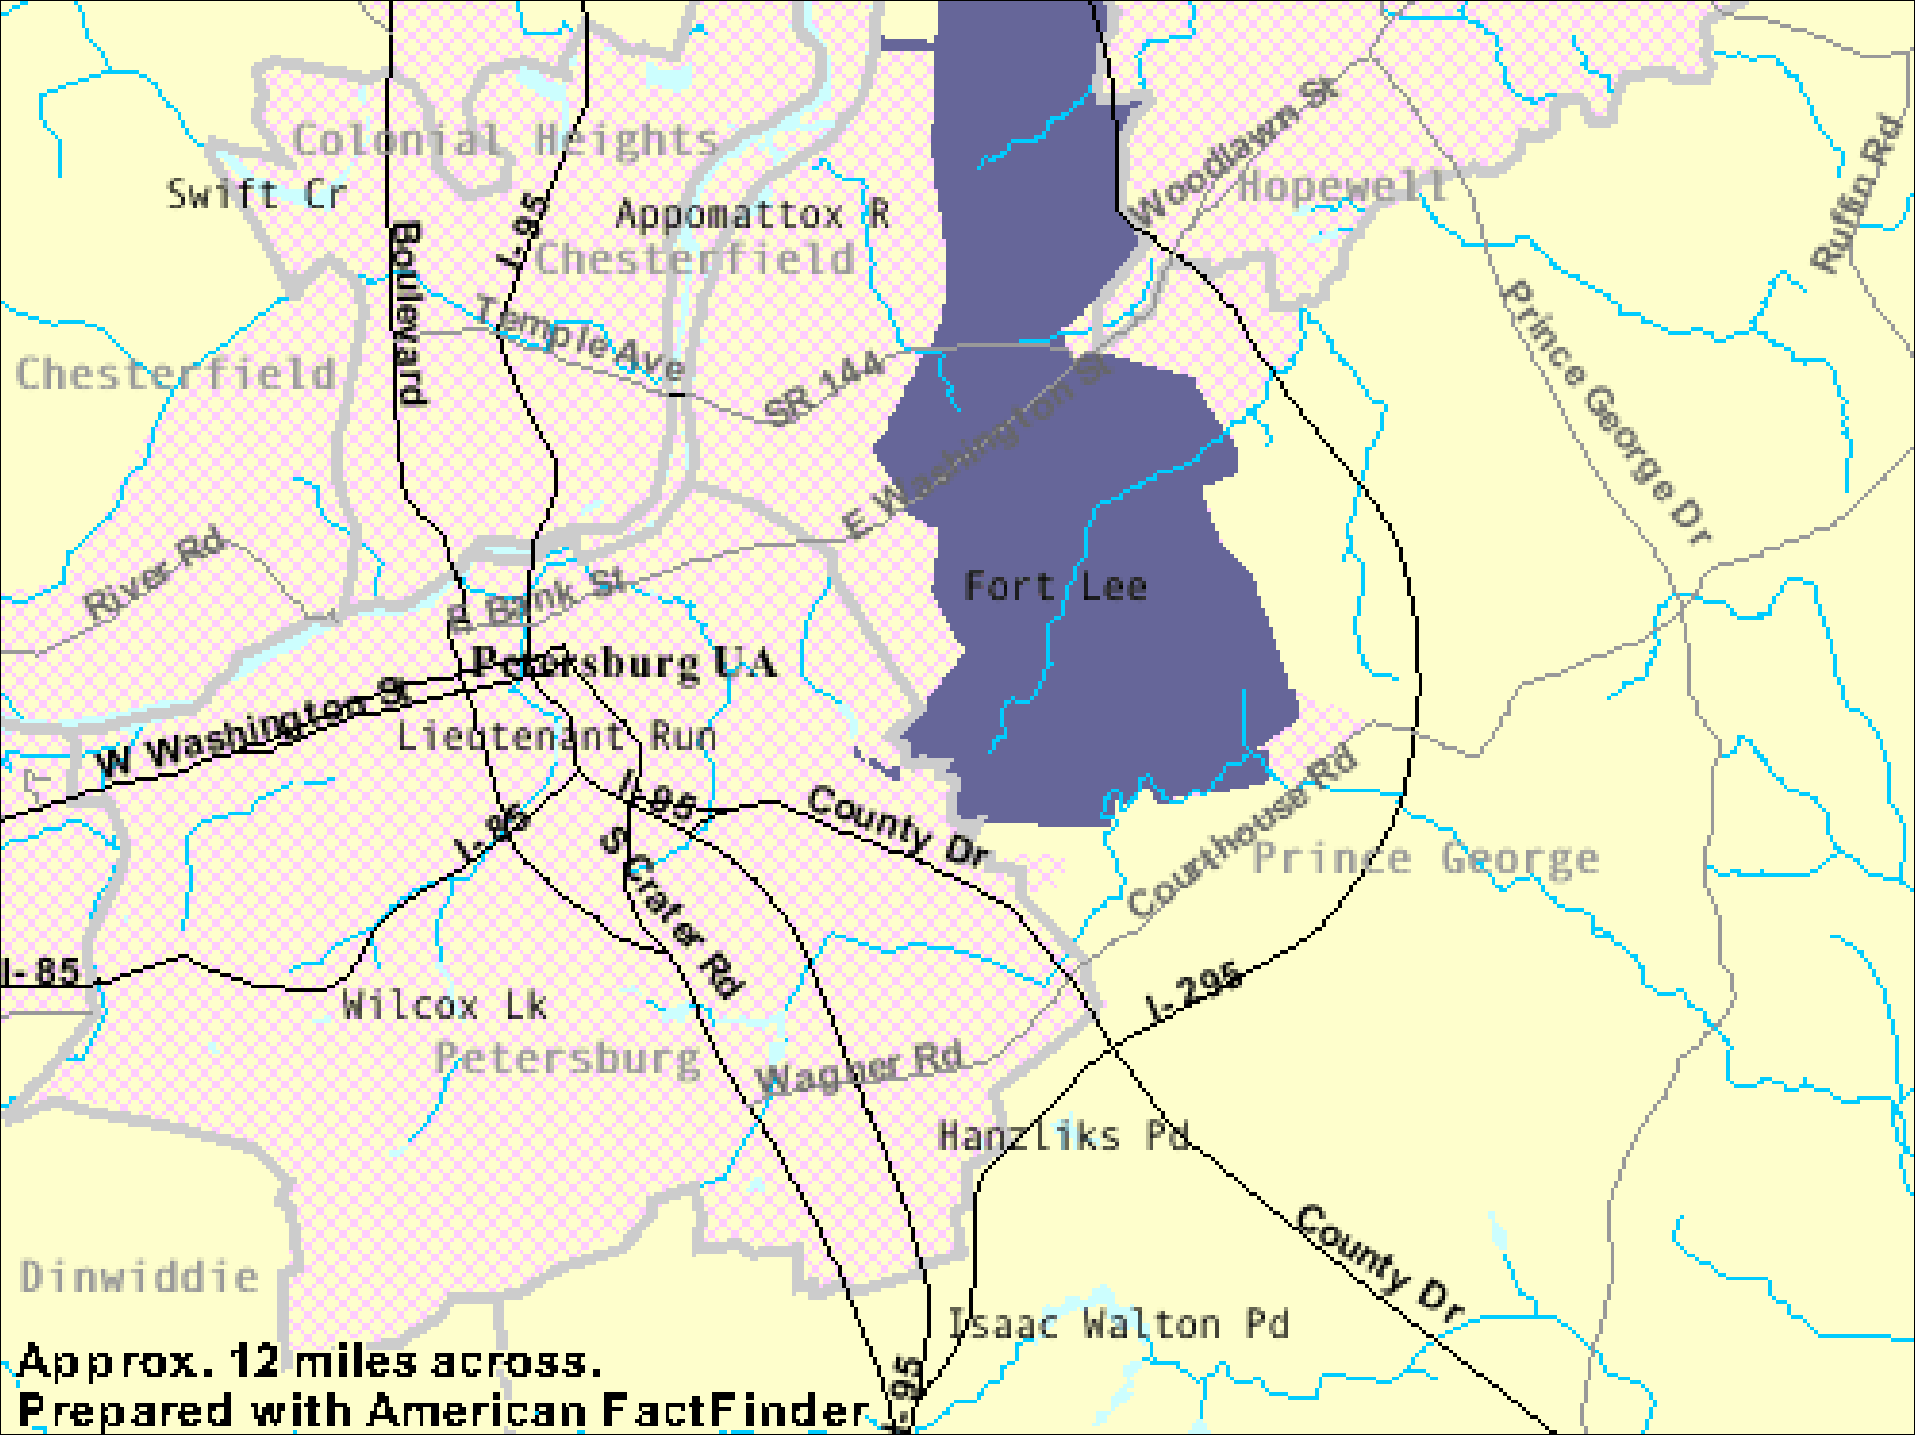 Colonial Heights
Swift Cr
Appomattox R
Woodlawn St
Hopewell
Ruffin Rd
Boulevard
I-95
Chesterfield
Temple Ave
Chesterfield
SR 144
Prince George Dr
E Washington St
River Rd
E Bank St
Fort Lee
Petersburg UA
W Washington St
Lieutenant Run
I-95
County Dr
I-85
S Crater Rd
Courthouse Rd
Prince George
I-85
Wilcox Lk
I-295
Petersburg
Wagner Rd
Hanzliks Pd
County Dr
Dinwiddie
Isaac Walton Pd
I-95
Approx. 12 miles across.
Prepared with American FactFinder